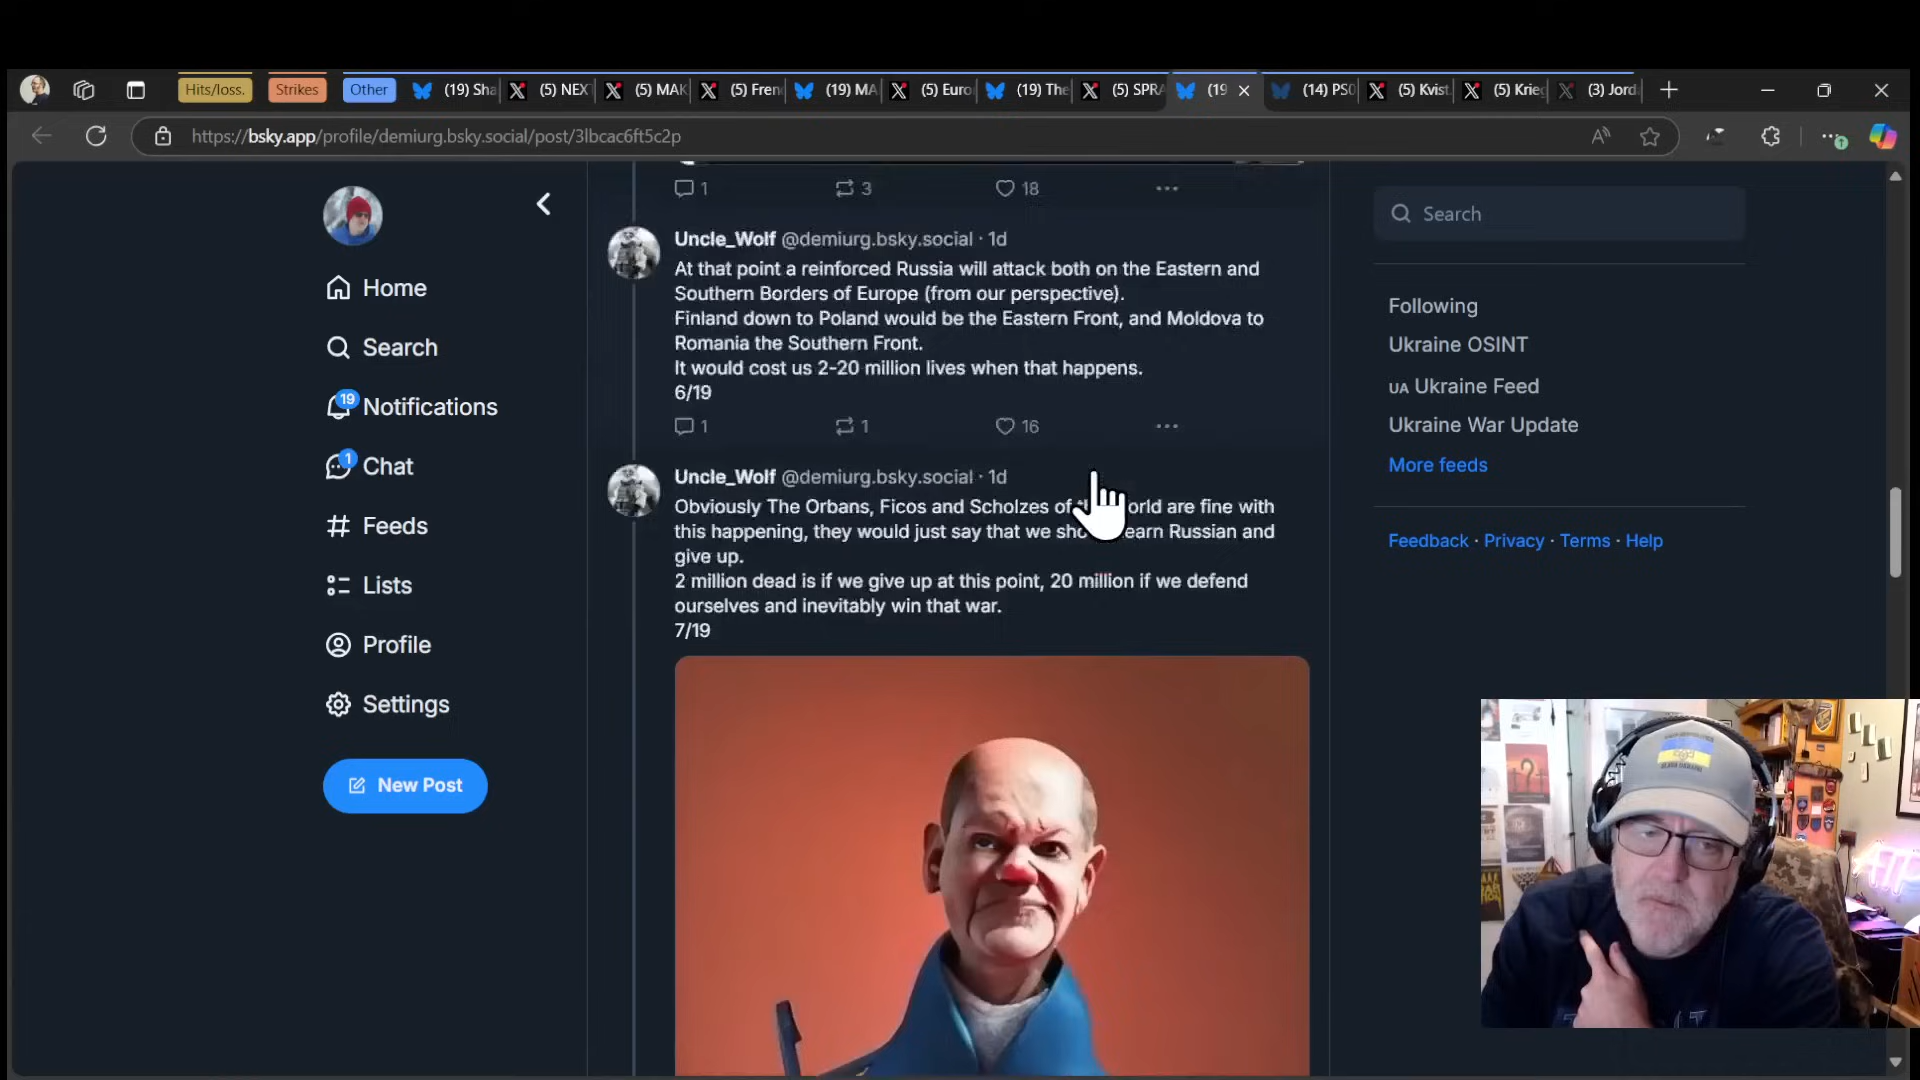 Hits/loss.
Strikes
Other
(19) Sha
(5) NEX
(5) MAK
(5) Fren
(19) MA
(5) Euro
(19) The
(5) SPRA
(19)
(14) PS0
(5) Kvist
(5) Krieg
(3) Jord
https://bsky.app/profile/demiurg.bsky.social/post/3lbcac6ft5c2p
1
3
18
Uncle_Wolf @demiurg.bsky.social · 1d
At that point a reinforced Russia will attack both on the Eastern and
Southern Borders of Europe (from our perspective).
Finland down to Poland would be the Eastern Front, and Moldova to
Romania the Southern Front.
It would cost us 2-20 million lives when that happens.
6/19
1
1
16
Uncle_Wolf @demiurg.bsky.social · 1d
Obviously The Orbans, Ficos and Scholzes of orld are fine with
this happening, they would just say that we sho earn Russian and
give up.
2 million dead is if we give up at this point, 20 million if we defend
ourselves and inevitably win that war.
7/19
Home
Search
19
Notifications
1
Chat
Feeds
Lists
Profile
Settings
New Post
Search
Following
Ukraine OSINT
UA Ukraine Feed
Ukraine War Update
More feeds
Feedback · Privacy · Terms · Help